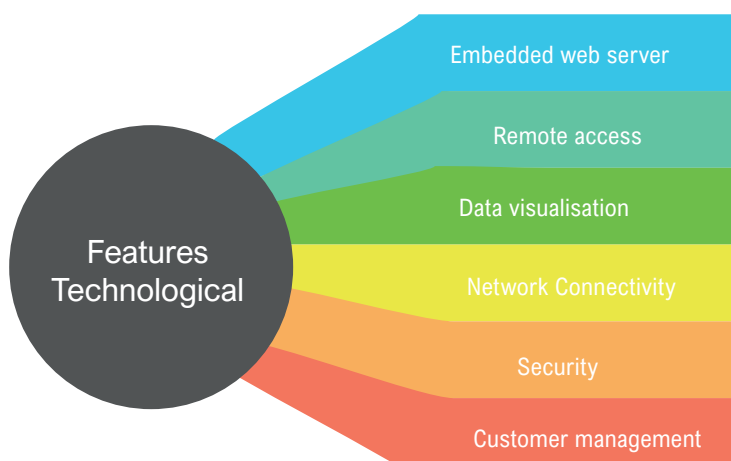 Features
Technological
Embedded web server
Remote access
Data visualisation
Network Connectivity
Security
Customer management